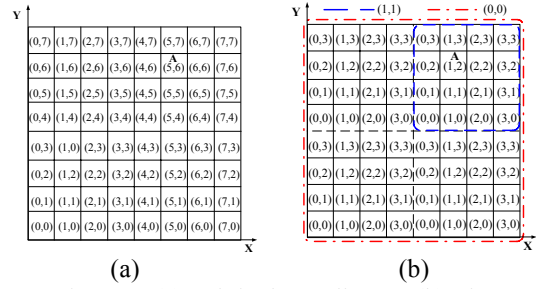 Y
(0,7) (1,7) (2,7) (3,7) (4,7) (5,7) (6,7) (7,7)
A
(0,6) (1,6) (2,6) (3,6) (4,6) (5,6) (6,6) (7,6)
(0,5) (1,5) (2,5) (3,5) (4,5) (5,5) (6,5) (7,5)
(0,4) (1,4) (2,4) (3,4) (4,4) (5,4) (6,4) (7,4)
(0,3) (1,0) (2,3) (3,3) (4,3) (5,3) (6,3) (7,3)
(0,2) (1,2) (2,2) (3,2) (4,2) (5,2) (6,2) (7,2)
(0,1) (1,1) (2,1) (3,1) (4,1) (5,1) (6,1) (7,1)
(0,0) (1,0) (2,0) (3,0) (4,0) (5,0) (6,0) (7,0)
X
(a)
Y
(1,1) (0,0)
(0,3) (1,3) (2,3) (3,3) (0,3) (1,3) (2,3) (3,3)
A
(0,2) (1,2) (2,2) (3,2) (0,2) (1,2) (2,2) (3,2)
(0,1) (1,1) (2,1) (3,1) (0,1) (1,1) (2,1) (3,1)
(0,0) (1,0) (2,0) (3,0) (0,0) (1,0) (2,0) (3,0)
(0,3) (1,3) (2,3) (3,3) (0,3) (1,3) (2,3) (3,3)
(0,2) (1,2) (2,2) (3,2) (0,2) (1,2) (2,2) (3,2)
(0,1) (1,1) (2,1) (3,1) (0,1) (1,1) (2,1) (3,1)
(0,0) (1,0) (2,0) (3,0) (0,0) (1,0) (2,0) (3,0)
X
(b)